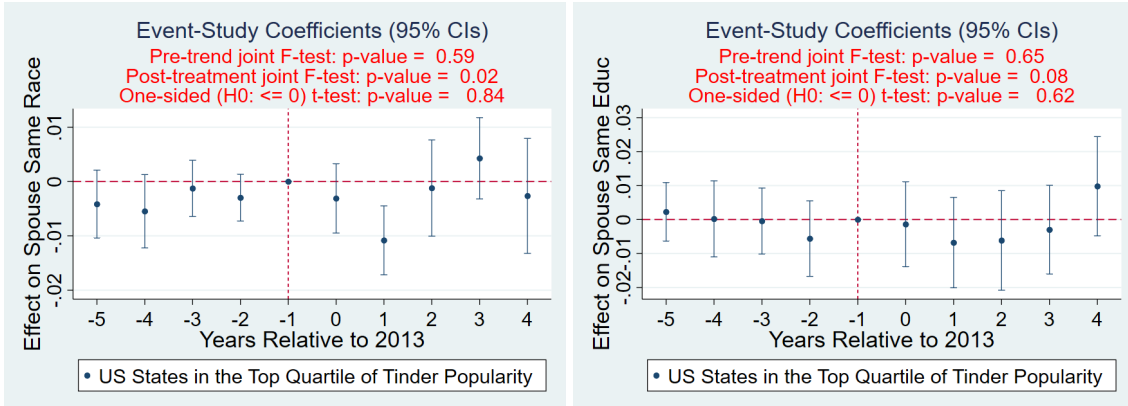 Event-Study Coefficients (95% CIs)
Pre-trend joint F-test: p-value = 0.59
Post-treatment joint F-test: p-value = 0.02
One-sided (H0: <= 0) t-test: p-value = 0.84
Effect on Spouse Same Race
.01
0
-.01
-.02
-5 -4 -3 -2 -1 0 1 2 3 4
Years Relative to 2013
US States in the Top Quartile of Tinder Popularity
Event-Study Coefficients (95% CIs)
Pre-trend joint F-test: p-value = 0.65
Post-treatment joint F-test: p-value = 0.08
One-sided (H0: <= 0) t-test: p-value = 0.62
Effect on Spouse Same Educ
.03
.02
.01
0
-.01
-.02
-5 -4 -3 -2 -1 0 1 2 3 4
Years Relative to 2013
US States in the Top Quartile of Tinder Popularity